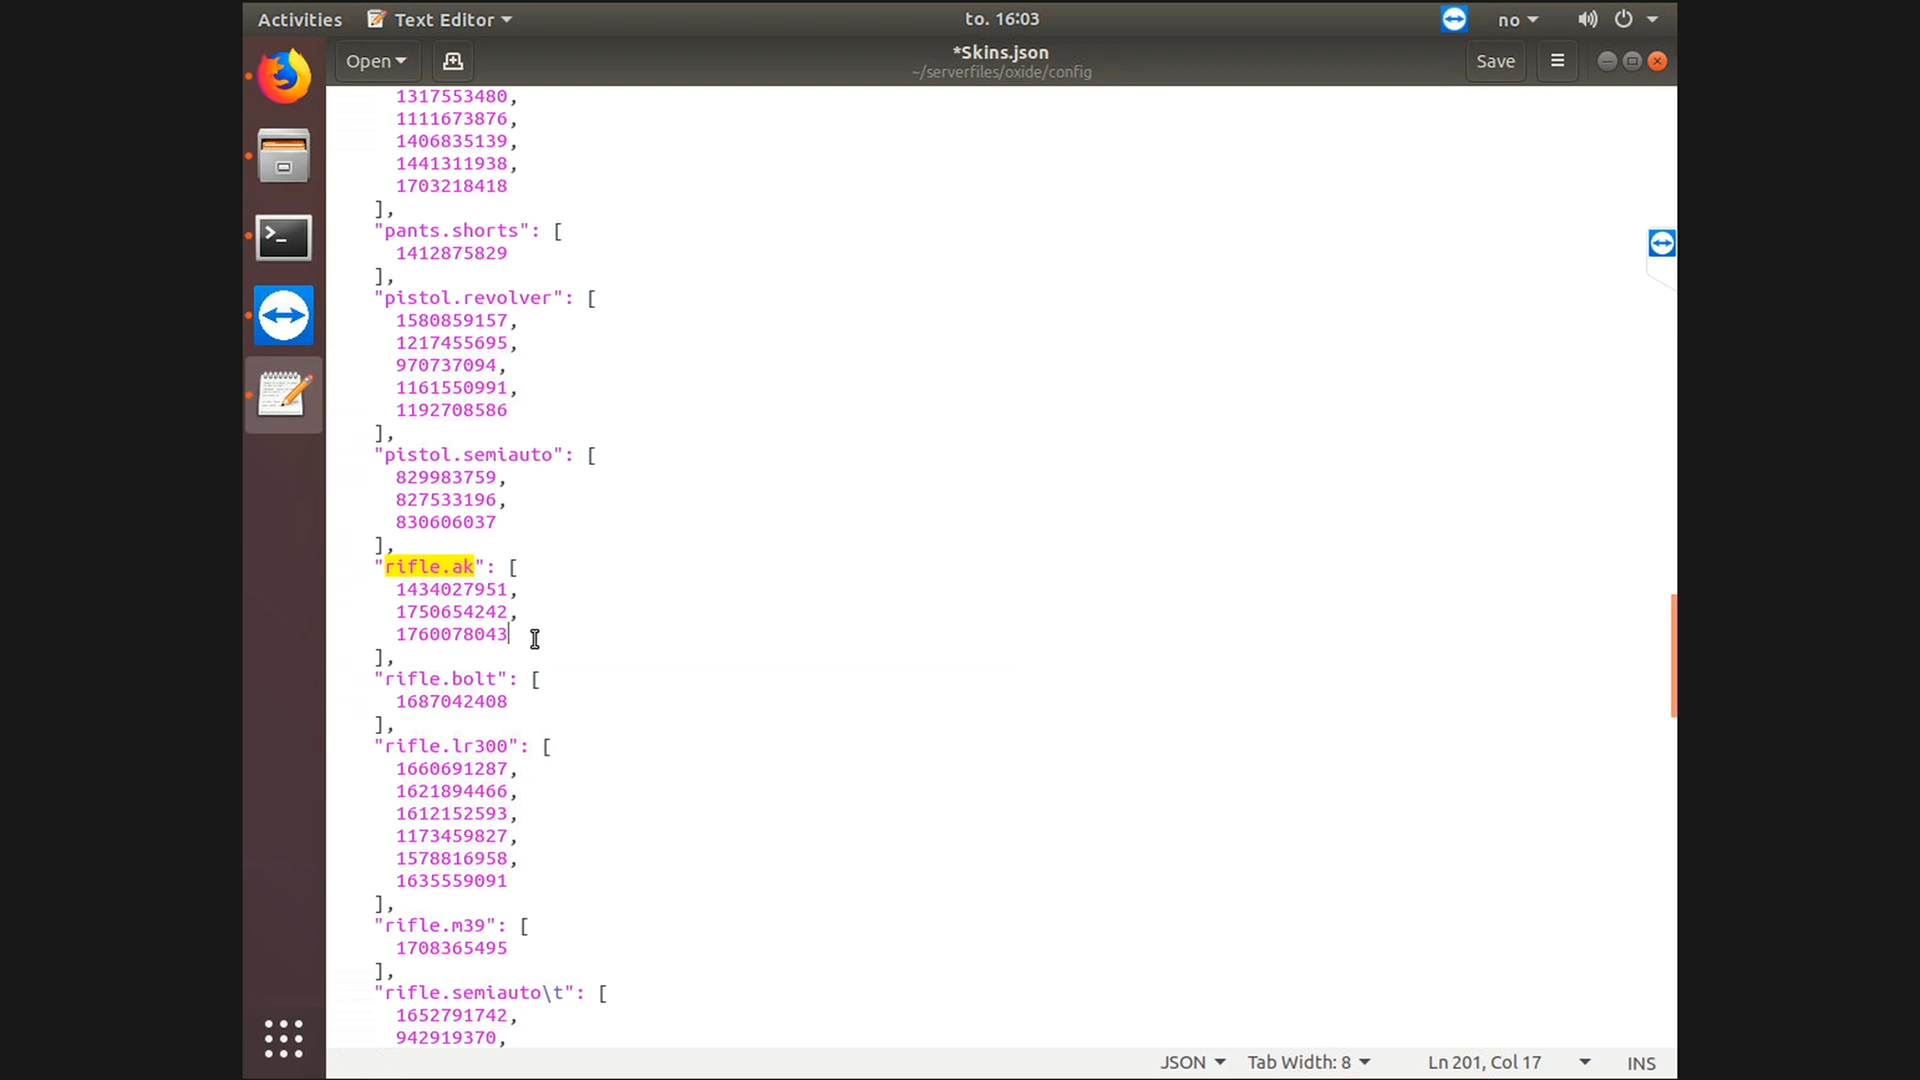 Activities Text Editor to. 16:03 no
Open *Skins.json Save
~/serverfiles/oxide/config
1317553480,
1111673876,
1406835139,
1441311938,
1703218418
],
"pants.shorts": [
1412875829
],
"pistol.revolver": [
1580859157,
1217455695,
970737094,
1161550991,
1192708586
],
"pistol.semiauto": [
829983759,
827533196,
830606037
],
"rifle.ak": [
1434027951,
1750654242,
1760078043
],
"rifle.bolt": [
1687042408
],
"rifle.lr300": [
1660691287,
1621894466,
1612152593,
1173459827,
1578816958,
1635559091
],
"rifle.m39": [
1708365495
],
"rifle.semiauto\t": [
1652791742,
942919370,
JSON Tab Width: 8 Ln 201, Col 17 INS